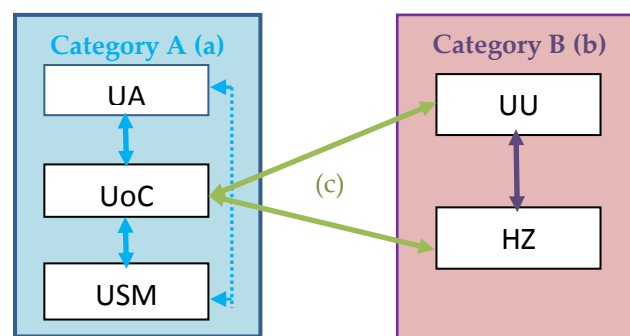 Category A (a)
UA
UoC
USM
(c)
Category B (b)
UU
HZ